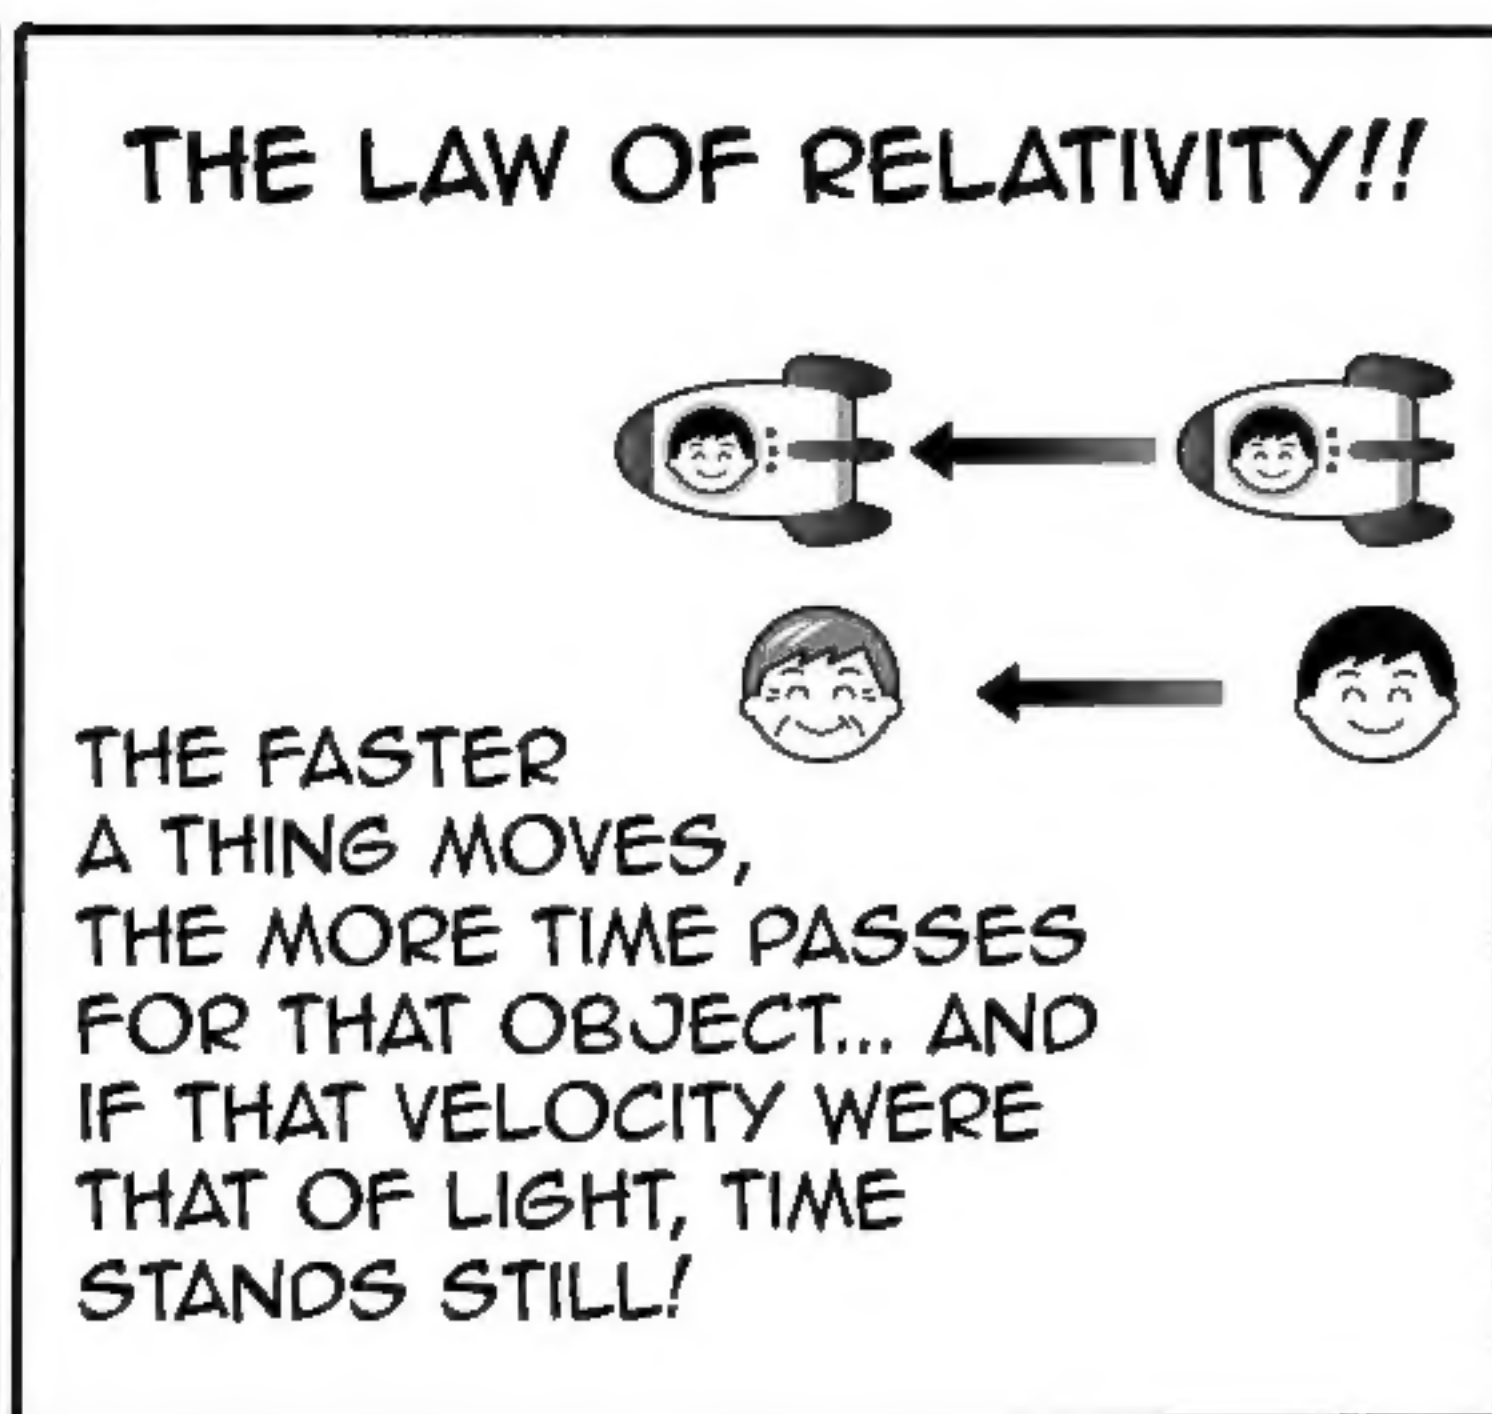 THE LAW OF RELATIVITY!!
THE FASTER
A THING MOVES,
THE MORE TIME PASSES
FOR THAT OBJECT... AND
IF THAT VELOCITY WERE
THAT OF LIGHT, TIME
STANDS STILL!